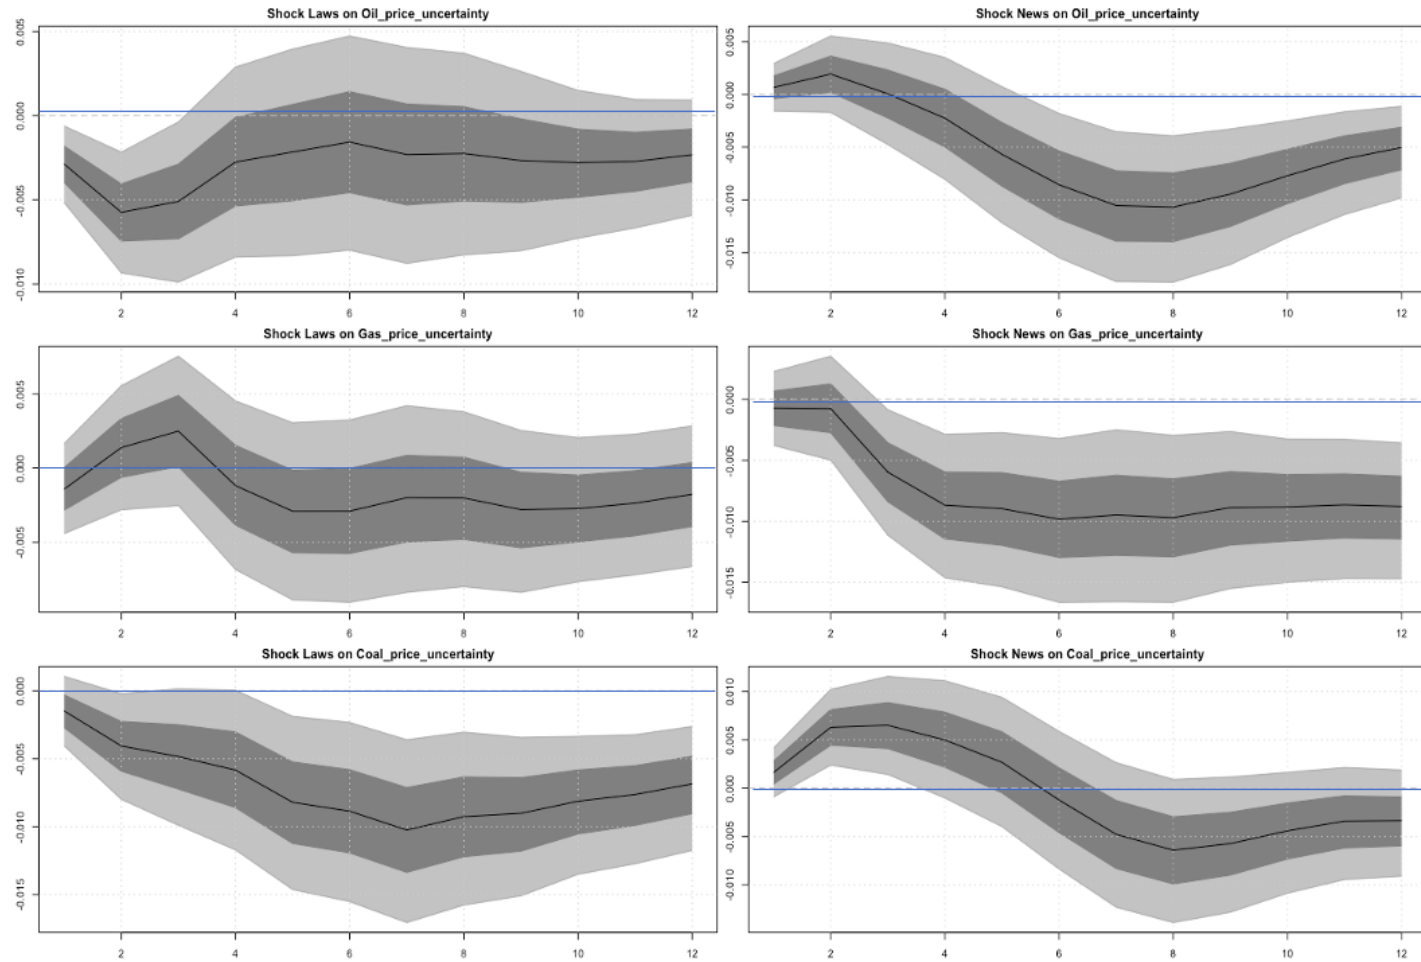 Shock Laws on Oil_price_uncertainty
0.005
0.000
-0.005
-0.010
2 4 6 8 10 12
Shock News on Oil_price_uncertainty
0.005
0.000
-0.005
-0.010
-0.015
2 4 6 8 10 12
Shock Laws on Gas_price_uncertainty
0.005
0.000
-0.005
2 4 6 8 10 12
Shock News on Gas_price_uncertainty
0.000
-0.005
-0.010
-0.015
2 4 6 8 10 12
Shock Laws on Coal_price_uncertainty
0.000
-0.005
-0.010
-0.015
2 4 6 8 10 12
Shock News on Coal_price_uncertainty
0.010
0.005
0.000
-0.005
-0.010
2 4 6 8 10 12